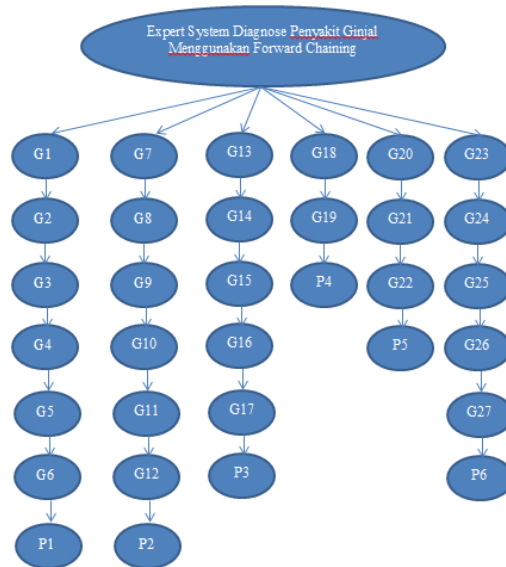 Expert System Diagnose Penyakit Ginjal
Menggunakan Forward Chaining
G1 G7 G13 G18 G20 G23
G2 G8 G14 G19 G21 G24
G3 G9 G15 P4 G22 G25
G4 G10 G16 P5 G26
G5 G11 G17 G27
G6 G12 P3 P6
P1 P2